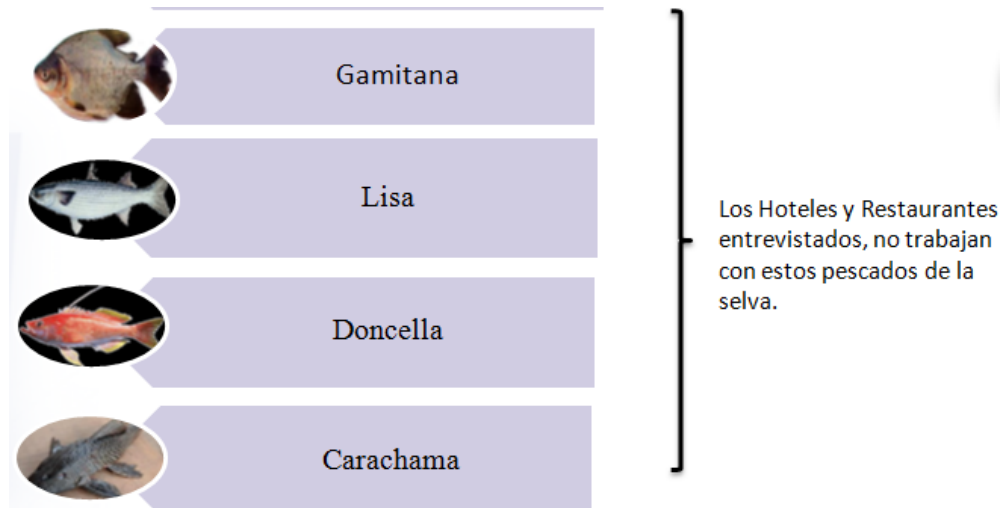 Gamitana
Lisa
Doncella
Carachama
Los Hoteles y Restaurantes
entrevistados, no trabajan
con estos pescados de la
selva.